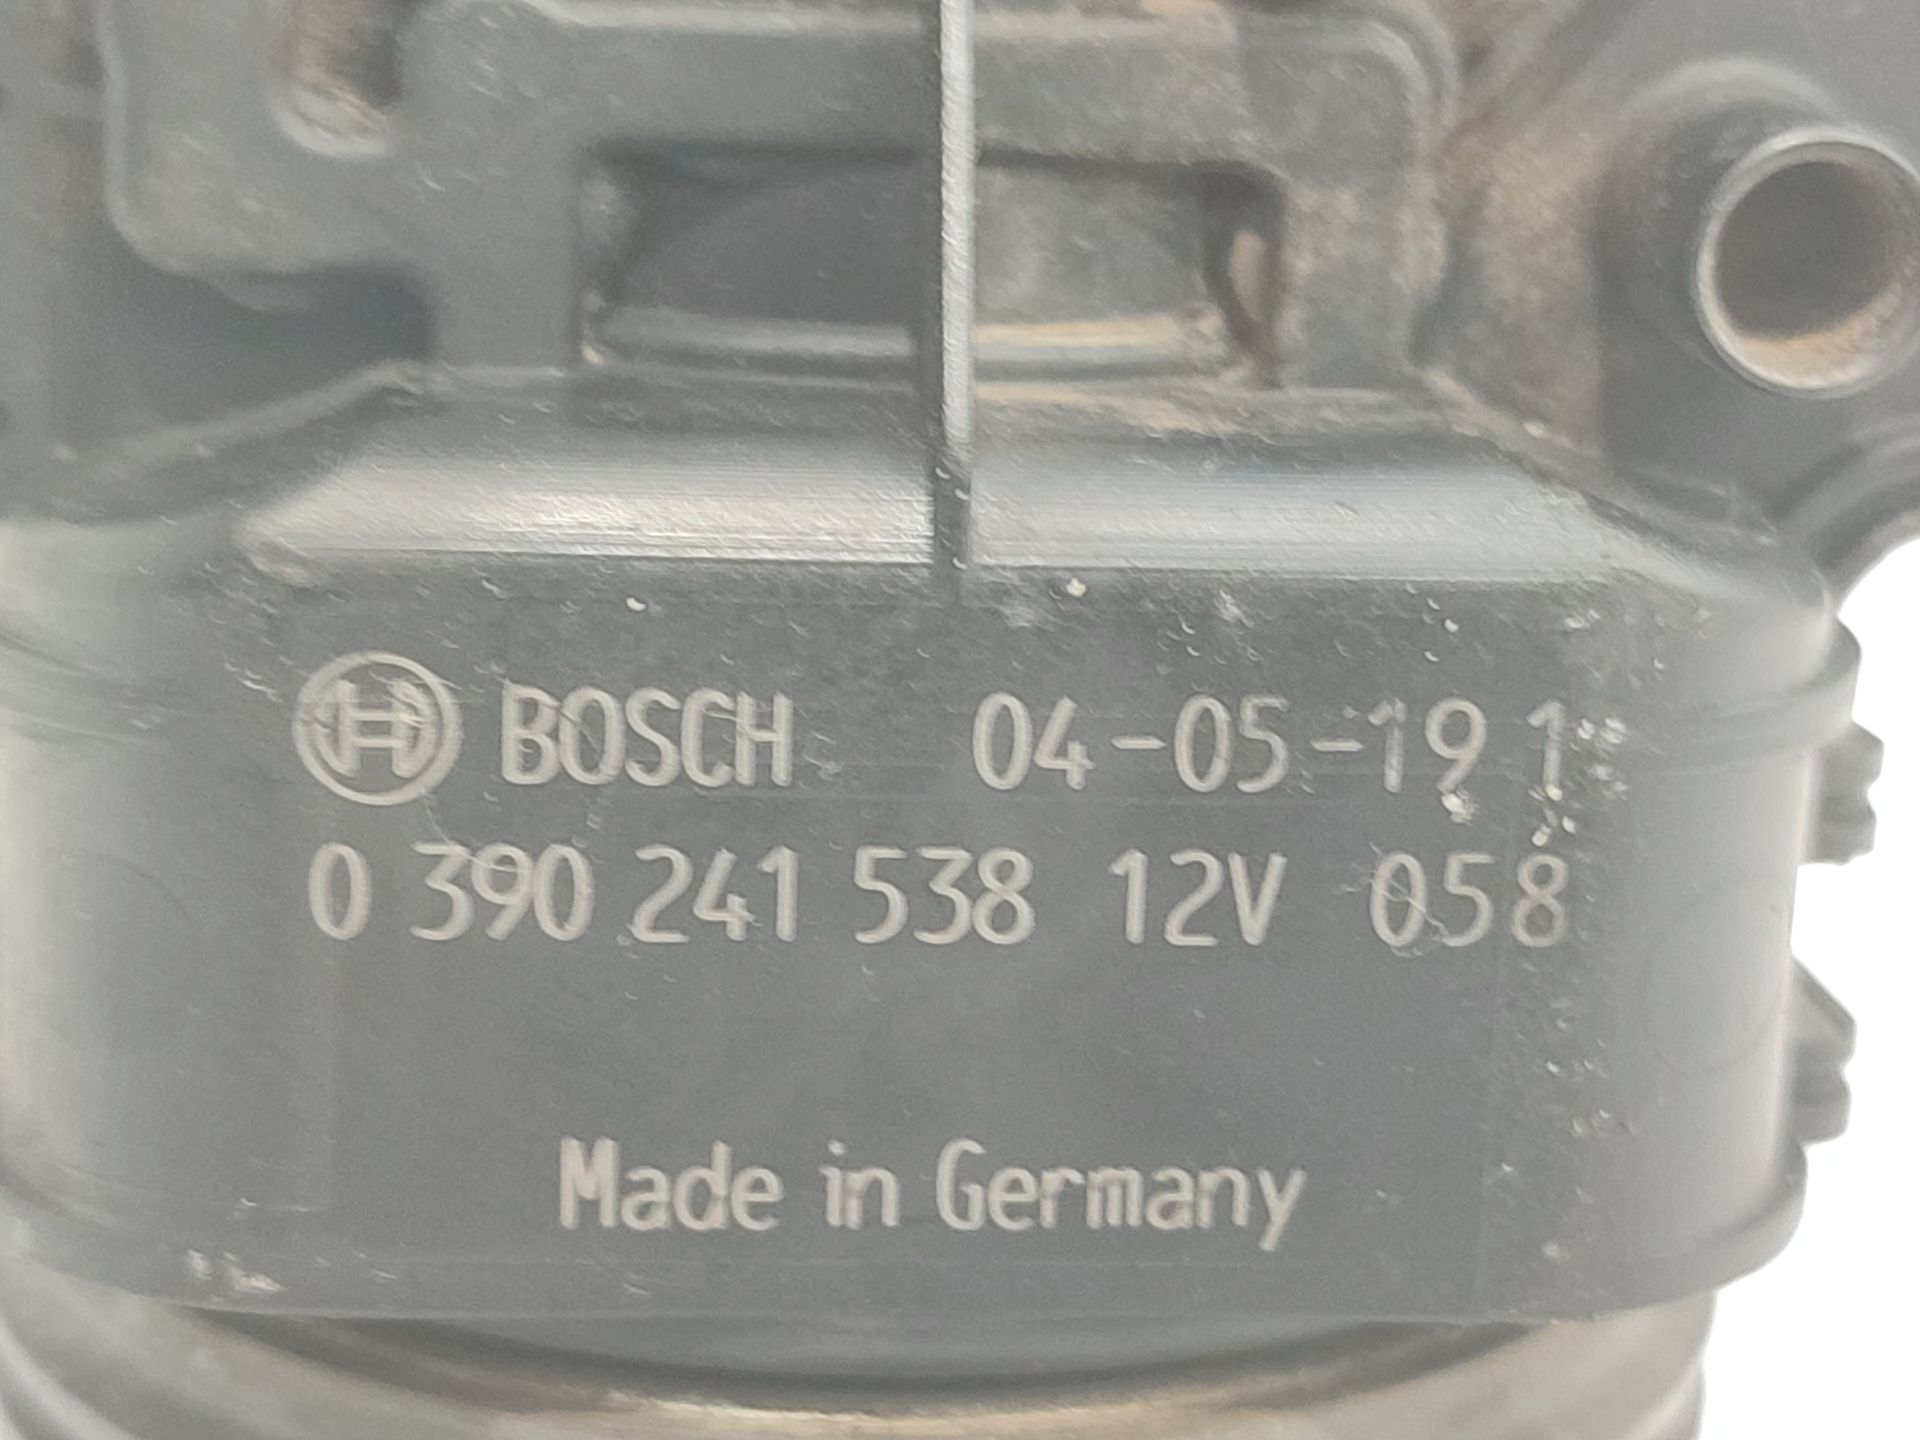 BOSCH 04-05-19 1
0 390 241 538 12V 058
Made in Germany